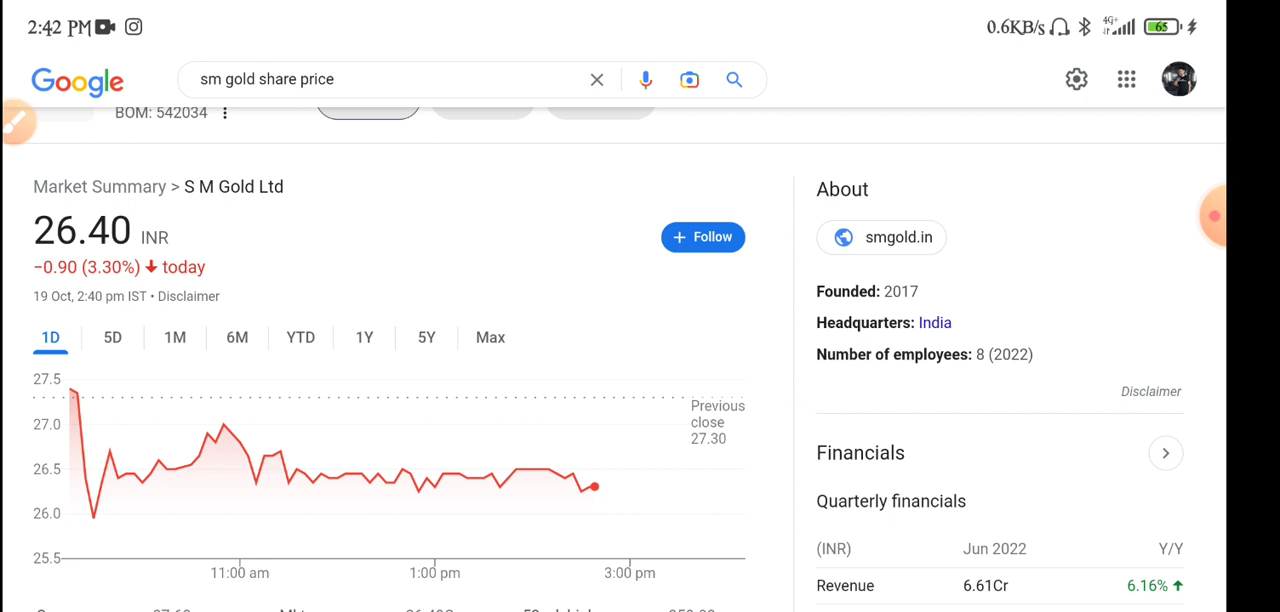 2:42 PM
0.6KB/s 4G+ 65
Google
sm gold share price
BOM: 542034
Market Summary > S M Gold Ltd
26.40 INR
+ Follow
−0.90 (3.30%) today
19 Oct, 2:40 pm IST • Disclaimer
1D 5D 1M 6M YTD 1Y 5Y Max
27.5
27.0
26.5
26.0
25.5
Previous
close
27.30
11:00 am 1:00 pm 3:00 pm
About
smgold.in
Founded: 2017
Headquarters: India
Number of employees: 8 (2022)
Disclaimer
Financials
Quarterly financials
(INR) Jun 2022 Y/Y
Revenue 6.61Cr 6.16%